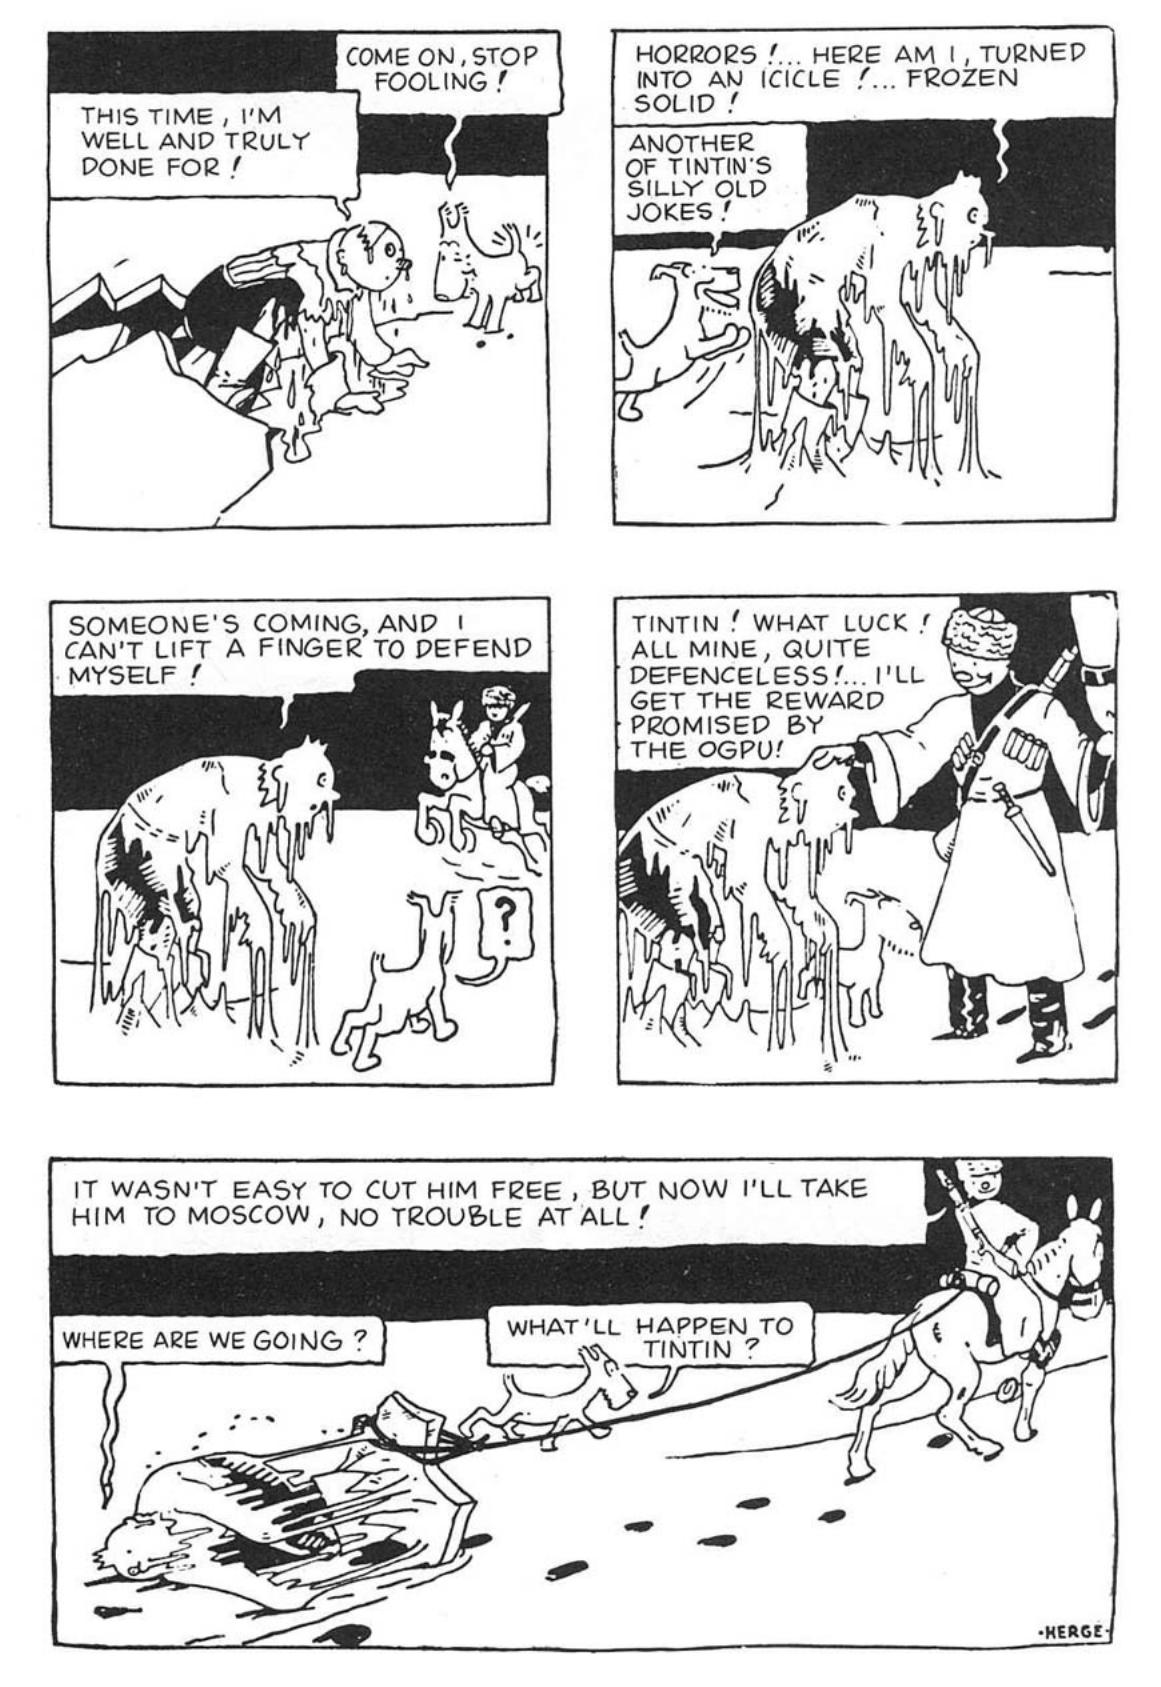 COME ON, STOP
FOOLING!
THIS TIME, I'M
WELL AND TRULY
DONE FOR!
HORRORS!... HERE AM I, TURNED
INTO AN ICICLE!... FROZEN
SOLID!
ANOTHER
OF TINTIN'S
SILLY OLD
JOKES!
SOMEONE'S COMING, AND I
CAN'T LIFT A FINGER TO DEFEND
MYSELF!
?
TINTIN! WHAT LUCK!
ALL MINE, QUITE
DEFENCELESS!... I'LL
GET THE REWARD
PROMISED BY
THE OGPU!
IT WASN'T EASY TO CUT HIM FREE, BUT NOW I'LL TAKE
HIM TO MOSCOW, NO TROUBLE AT ALL!
WHERE ARE WE GOING?
WHAT'LL HAPPEN TO
TINTIN?
·HERGE·